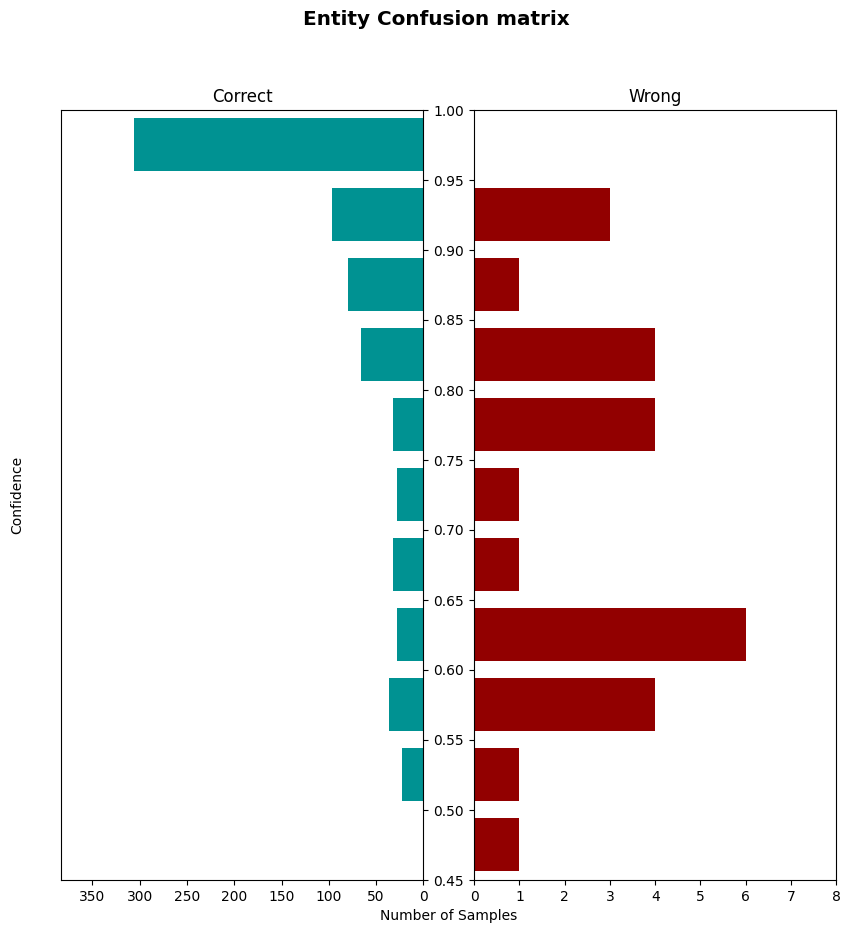 Entity Confusion matrix
Correct
Wrong
1.00
0.95
0.90
0.85
0.80
0.75
0.70
0.65
0.60
0.55
0.50
0.45
Confidence
350 300 250 200 150 100 50 0
0 1 2 3 4 5 6 7 8
Number of Samples